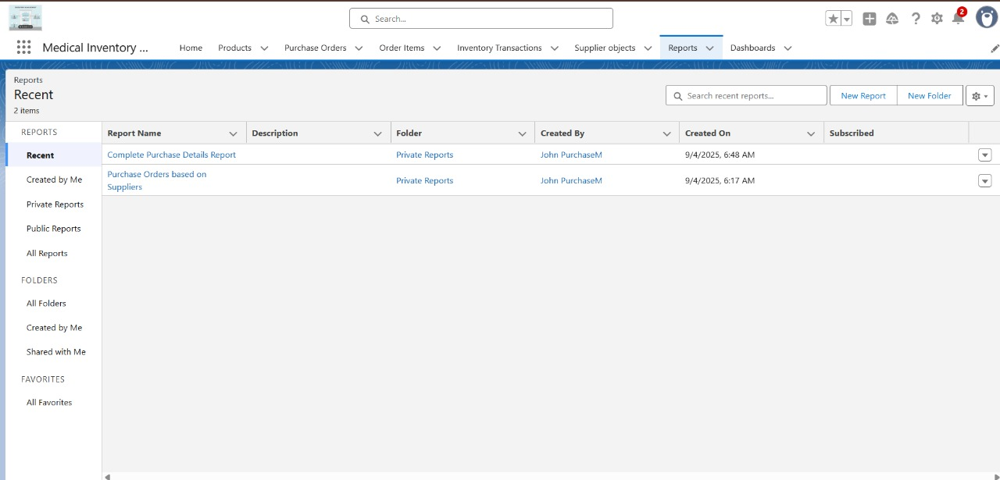 Search...
2
Medical Inventory ...
Home
Products
Purchase Orders
Order Items
Inventory Transactions
Supplier objects
Reports
Dashboards
Reports
Recent
2 items
Search recent reports...
New Report
New Folder
REPORTS
Recent
Created by Me
Private Reports
Public Reports
All Reports
FOLDERS
All Folders
Created by Me
Shared with Me
FAVORITES
All Favorites
Report Name Description Folder Created By Created On Subscribed
Complete Purchase Details Report Private Reports John PurchaseM 9/4/2025, 6:48 AM
Purchase Orders based on
Suppliers Private Reports John PurchaseM 9/4/2025, 6:17 AM